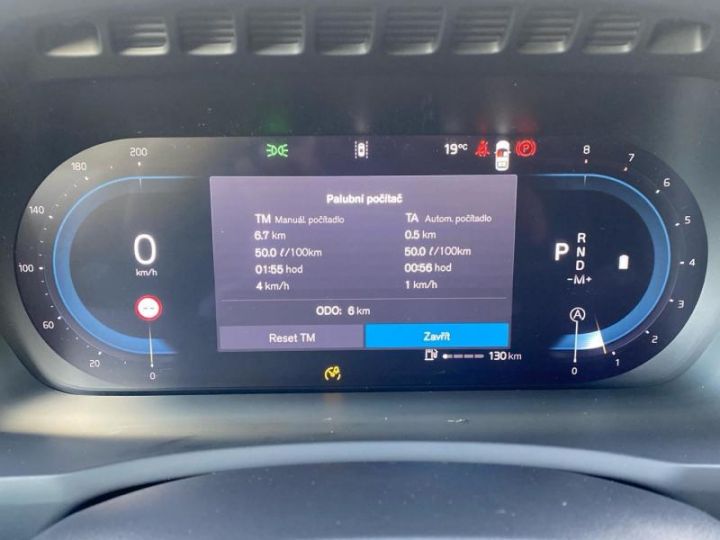 19°C
P
200
180
140
100
60
20
0
0
km/h
Palubní počítač
TM Manuál. počítadlo
6.7 km
50.0 ℓ/100km
01:55 hod
4 km/h
TA Autom. počítadlo
0.5 km
50.0 ℓ/100km
00:56 hod
1 km/h
ODO: 6 km
Reset TM
Zavřít
130 km
P
R
N
D
-M+
A
8
7
6
5
4
3
2
1
0